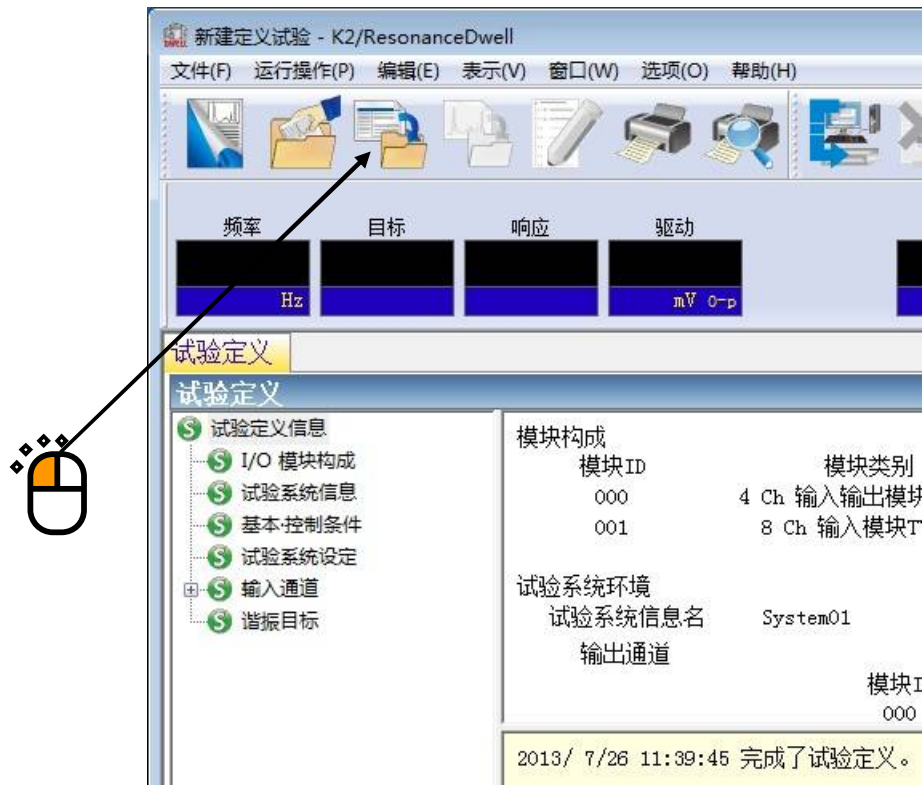 新建定义试验 - K2/ResonanceDwell
文件(F) 运行操作(P) 编辑(E) 表示(V) 窗口(W) 选项(O) 帮助(H)
频率 目标 响应 驱动
Hz mV 0-p
试验定义
试验定义
试验定义信息
I/O 模块构成
试验系统信息
基本·控制条件
试验系统设定
输入通道
谐振目标
模块构成
模块ID 模块类别
000 4 Ch 输入输出模块
001 8 Ch 输入模块T
试验系统环境
试验系统信息名 System01
输出通道
模块I
000
2013/ 7/26 11:39:45 完成了试验定义。